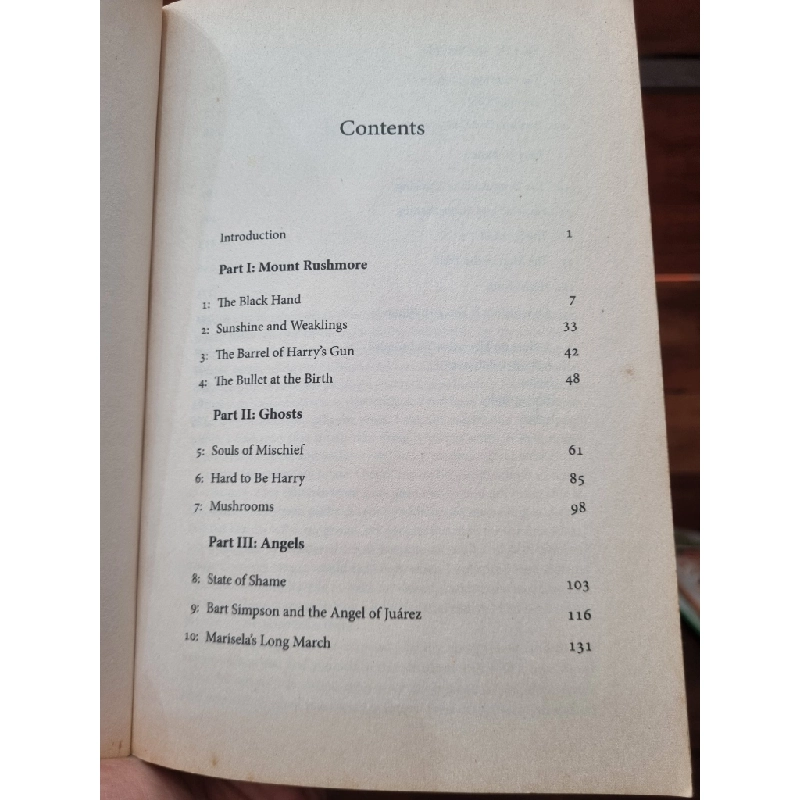 Contents
Introduction 1
Part I: Mount Rushmore
1: The Black Hand 7
2: Sunshine and Weaklings 33
3: The Barrel of Harry's Gun 42
4: The Bullet at the Birth 48
Part II: Ghosts
5: Souls of Mischief 61
6: Hard to Be Harry 85
7: Mushrooms 98
Part III: Angels
8: State of Shame 103
9: Bart Simpson and the Angel of Juárez 116
10: Marisela's Long March 131